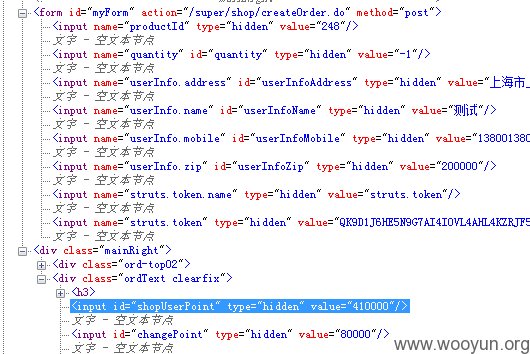 <form id="myForm" action="/super/shop/createOrder.do" method="post">
<input name="productId" type="hidden" value="248"/>
文字 - 空文本节点
<input name="quantity" id="quantity" type="hidden" value="-1"/>
文字 - 空文本节点
<input name="userInfo.address" id="userInfoAddress" type="hidden" value="上海市
文字 - 空文本节点
<input name="userInfo.name" id="userInfoName" type="hidden" value="测试"/>
文字 - 空文本节点
<input name="userInfo.mobile" id="userInfoMobile" type="hidden" value="138001380
文字 - 空文本节点
<input name="userInfo.zip" id="userInfoZip" type="hidden" value="200000"/>
文字 - 空文本节点
<input name="struts.token.name" type="hidden" value="struts.token"/>
文字 - 空文本节点
<input name="struts.token" type="hidden" value="QK9D1J6HE5N9G7AI4IOVL4AHL4KZRJF5
文字 - 空文本节点
<div class="mainRight">
<div class="ord-top02">
<div class="ordText clearfix">
<h3>
<input id="shopUserPoint" type="hidden" value="410000"/>
文字 - 空文本节点
<input id="changePoint" type="hidden" value="80000"/>
文字 - 空文本节点
www.wooyun.org